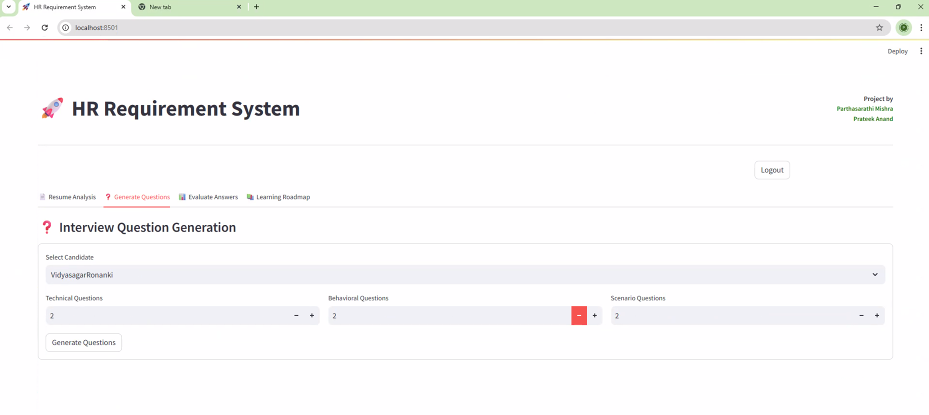 HR Requirement System
New tab
localhost:8501
Deploy
HR Requirement System
Project by
Parthasarathi Mishra
Prateek Anand
Logout
Resume Analysis
Generate Questions
Evaluate Answers
Learning Roadmap
Interview Question Generation
Select Candidate
VidyasagarRonanki
Technical Questions
Behavioral Questions
Scenario Questions
2
2
2
Generate Questions